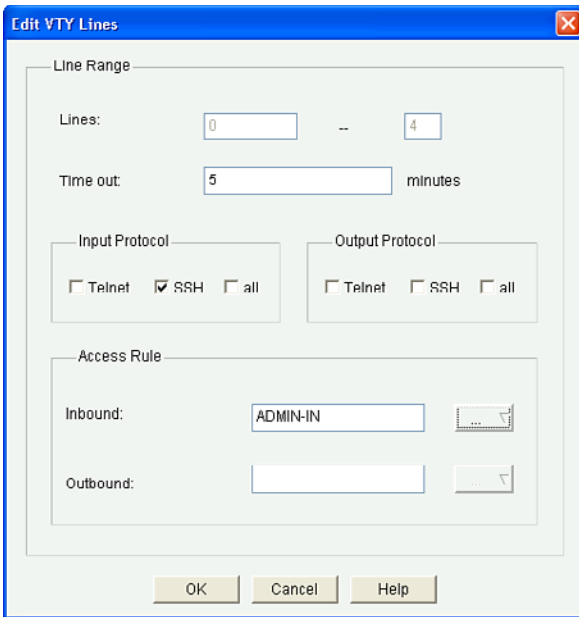 Edit VTY Lines
Line Range
Lines: 0 -- 4
Time out: 5 minutes
Input Protocol
Telnet SSH all
Output Protocol
Telnet SSH all
Access Rule
Inbound: ADMIN-IN ...
Outbound: ...
OK Cancel Help